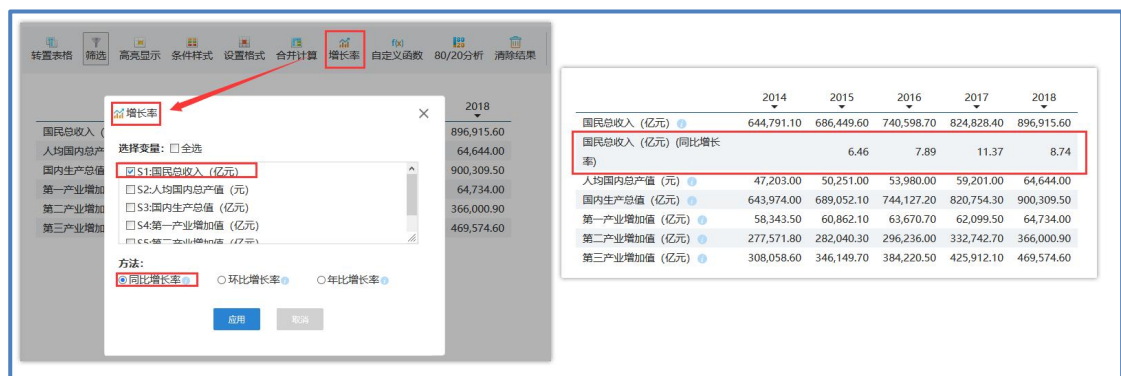 转置表格 筛选 高亮显示 条件样式 设置格式 合并计算 增长率 自定义函数 80/20分析 清除结果
2018
国民总收入 ( 896,915.60
人均国内总产 64,644.00
国内生产总值 900,309.50
第一产业增加 64,734.00
第二产业增加 366,000.90
第三产业增加 469,574.60
增长率
选择变量: 全选
S1:国民总收入 (亿元)
S2:人均国内总产值 (元)
S3:国内生产总值 (亿元)
S4:第一产业增加值 (亿元)
S5:第二产业增加值 (亿元)
方法:
同比增长率 环比增长率 年比增长率
应用 取消
2014 2015 2016 2017 2018
国民总收入 (亿元) 644,791.10 686,449.60 740,598.70 824,828.40 896,915.60
国民总收入 (亿元) (同比增长
率) 6.46 7.89 11.37 8.74
人均国内总产值 (元) 47,203.00 50,251.00 53,980.00 59,201.00 64,644.00
国内生产总值 (亿元) 643,974.00 689,052.10 744,127.20 820,754.30 900,309.50
第一产业增加值 (亿元) 58,343.50 60,862.10 63,670.70 62,099.50 64,734.00
第二产业增加值 (亿元) 277,571.80 282,040.30 296,236.00 332,742.70 366,000.90
第三产业增加值 (亿元) 308,058.60 346,149.70 384,220.50 425,912.10 469,574.60